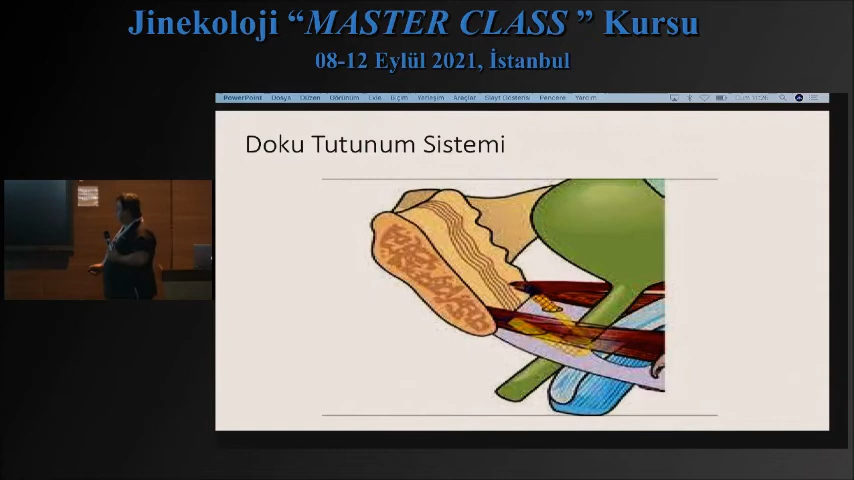 Jinekoloji “MASTER CLASS ” Kursu
08-12 Eylül 2021, İstanbul
PowerPoint Dosya Düzen Görünüm Ekle Biçim Yerleşim Araçlar Slayt Gösterisi Pencere Yardım
Doku Tutunum Sistemi